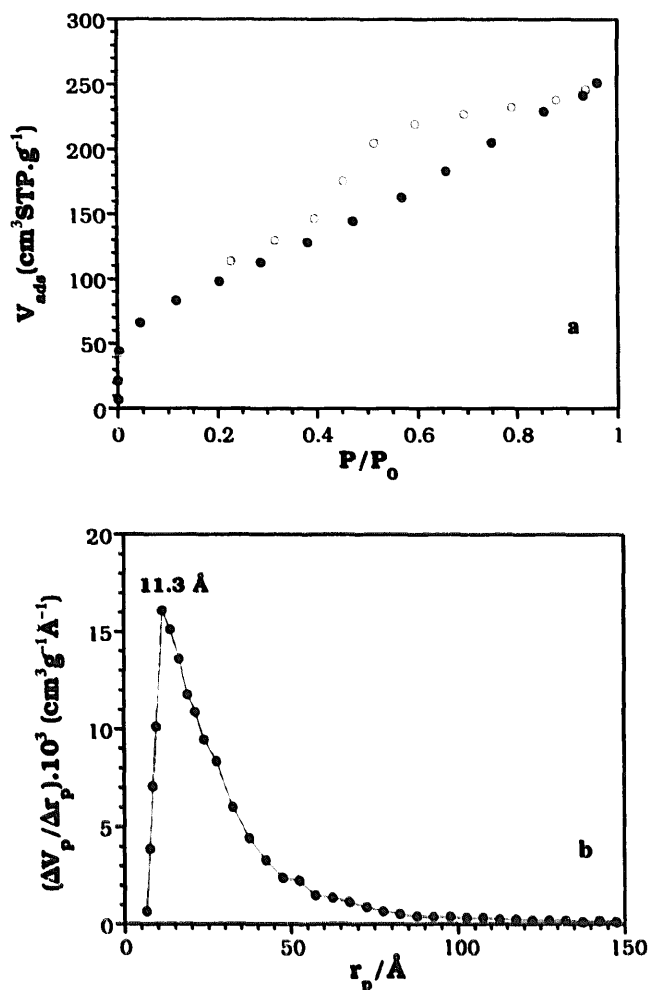 300
250
200
150
100
50
0
V_ads (cm³STP.g⁻¹)
a
0 0.2 0.4 0.6 0.8 1
P/P₀
20
15
10
5
0
11.3 Å
(ΔV_p/Δr_p).10³ (cm³g⁻¹Å⁻¹)
b
0 50 100 150
r_p/Å